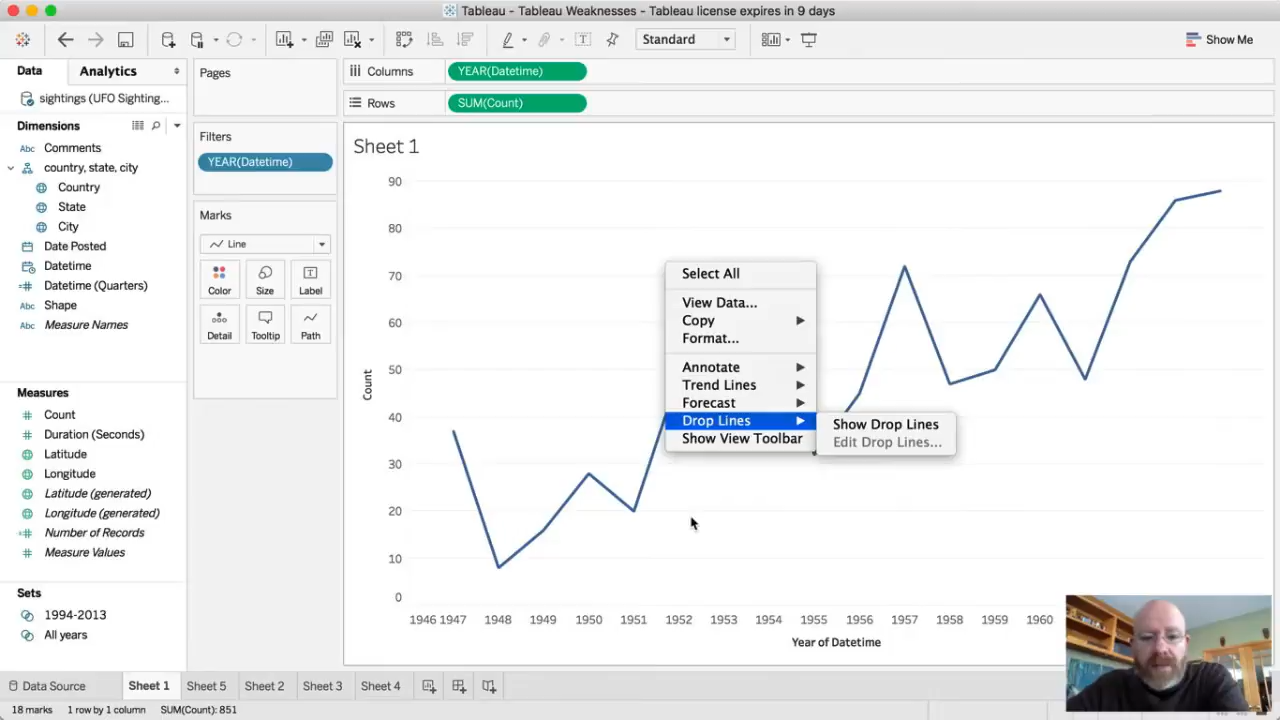 Tableau - Tableau Weaknesses - Tableau license expires in 9 days
Standard
Show Me
Data
Analytics
sightings (UFO Sighting...
Dimensions
Abc Comments
country, state, city
Country
State
City
Date Posted
Datetime
Datetime (Quarters)
Abc Shape
Abc Measure Names
Measures
Count
Duration (Seconds)
Latitude
Longitude
Latitude (generated)
Longitude (generated)
Number of Records
Measure Values
Sets
1994-2013
All years
Pages
Filters
YEAR(Datetime)
Marks
Line
Color Size Label
Detail Tooltip Path
Columns YEAR(Datetime)
Rows SUM(Count)
Sheet 1
90
80
70
60
50
40
30
20
10
0
Count
1946 1947 1948 1949 1950 1951 1952 1953 1954 1955 1956 1957 1958 1959 1960
Year of Datetime
Select All
View Data...
Copy
Format...
Annotate
Trend Lines
Forecast
Drop Lines
Show View Toolbar
Show Drop Lines
Edit Drop Lines...
Data Source Sheet 1 Sheet 5 Sheet 2 Sheet 3 Sheet 4
18 marks 1 row by 1 column SUM(Count): 851